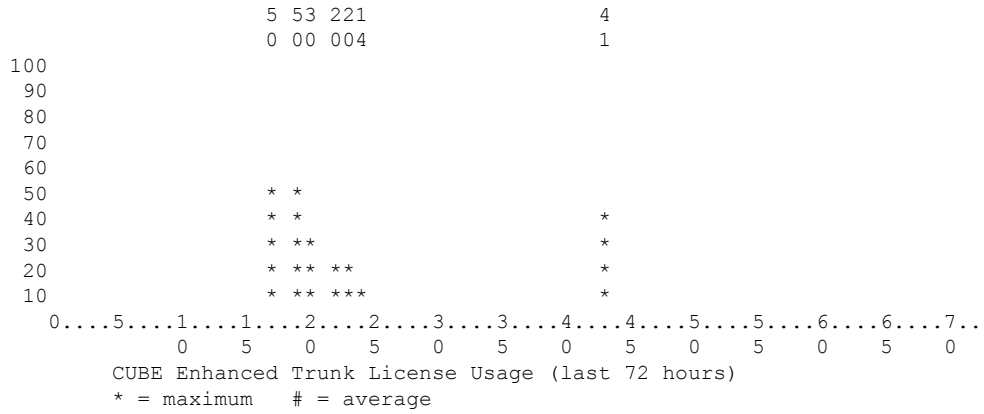 5 53 221                  4
                    0 00 004                  1
100
 90
 80
 70
 60
 50                 * *
 40                 * *                       *
 30                 * **                      *
 20                 * ** **                   *
 10                 * ** ***                  *
   0....5....1....1....2....2....3....3....4....4....5....5....6....6....7..
             0    5    0    5    0    5    0    5    0    5    0    5    0
        CUBE Enhanced Trunk License Usage (last 72 hours)
        * = maximum   # = average